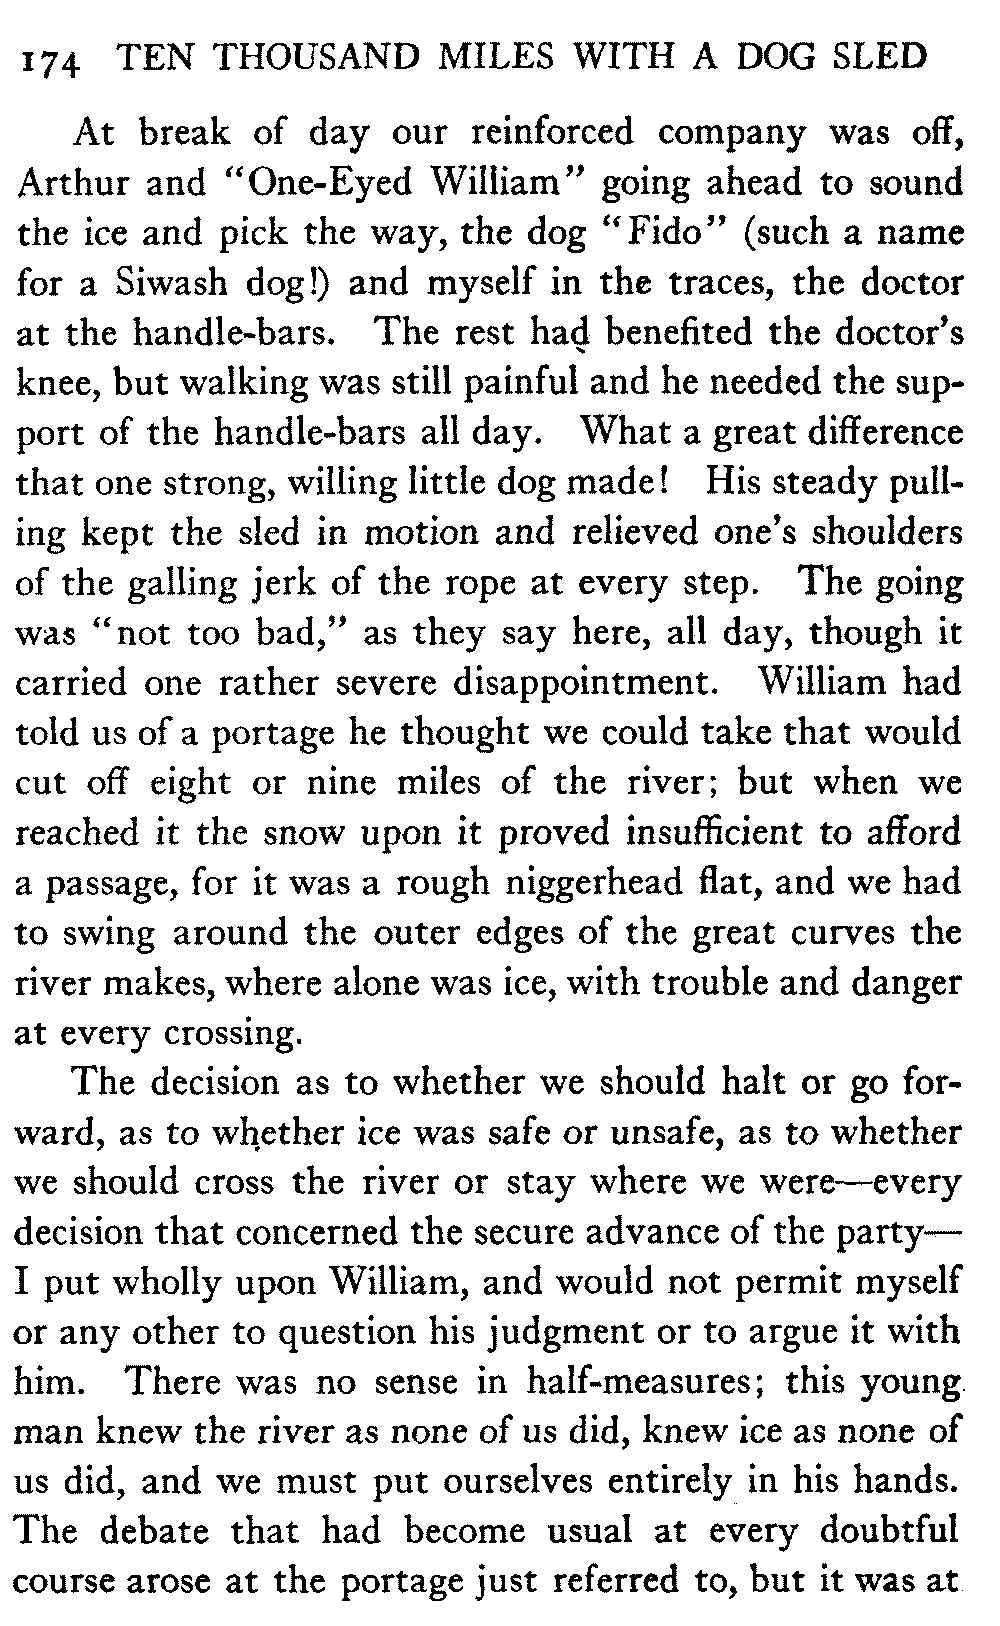 174 TEN THOUSAND MILES WITH A DOG SLED
At break of day our reinforced company was off,
Arthur and "One-Eyed William" going ahead to sound
the ice and pick the way, the dog "Fido" (such a name
for a Siwash dog!) and myself in the traces, the doctor
at the handle-bars. The rest had benefited the doctor's
knee, but walking was still painful and he needed the sup-
port of the handle-bars all day. What a great difference
that one strong, willing little dog made! His steady pull-
ing kept the sled in motion and relieved one's shoulders
of the galling jerk of the rope at every step. The going
was "not too bad," as they say here, all day, though it
carried one rather severe disappointment. William had
told us of a portage he thought we could take that would
cut off eight or nine miles of the river; but when we
reached it the snow upon it proved insufficient to afford
a passage, for it was a rough niggerhead flat, and we had
to swing around the outer edges of the great curves the
river makes, where alone was ice, with trouble and danger
at every crossing.
The decision as to whether we should halt or go for-
ward, as to whether ice was safe or unsafe, as to whether
we should cross the river or stay where we were—every
decision that concerned the secure advance of the party—
I put wholly upon William, and would not permit myself
or any other to question his judgment or to argue it with
him. There was no sense in half-measures; this young
man knew the river as none of us did, knew ice as none of
us did, and we must put ourselves entirely in his hands.
The debate that had become usual at every doubtful
course arose at the portage just referred to, but it was at